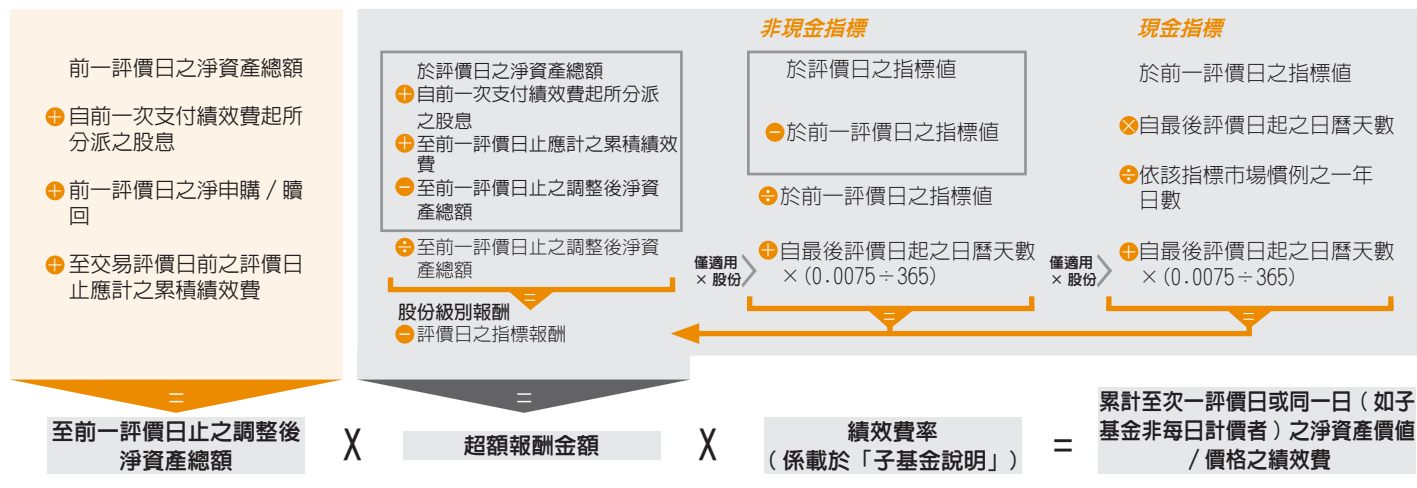 前一評價日之淨資產總額
+ 自前一次支付績效費起所
分派之股息
+ 前一評價日之淨申購 / 贖
回
+ 至交易評價日前之評價日
止應計之累積績效費
=
至前一評價日止之調整後
淨資產總額
X
於評價日之淨資產總額
+ 自前一次支付績效費起所分派
之股息
+ 至前一評價日止應計之累積績效
費
− 至前一評價日止之調整後淨資
產總額
÷ 至前一評價日止之調整後淨資
產總額
=
股份級別報酬
− 評價日之指標報酬
=
超額報酬金額
非現金指標
於評價日之指標值
− 於前一評價日之指標值
÷ 於前一評價日之指標值
僅適用
× 股份
+ 自最後評價日起之日曆天數
×(0.0075÷365)
=
現金指標
於前一評價日之指標值
× 自最後評價日起之日曆天數
÷ 依該指標市場慣例之一年
日數
僅適用
× 股份
+ 自最後評價日起之日曆天數
×(0.0075÷365)
=
X
績效費率
(係載於「子基金說明」)
=
累計至次一評價日或同一日(如子
基金非每日計價者)之淨資產價值
/ 價格之績效費